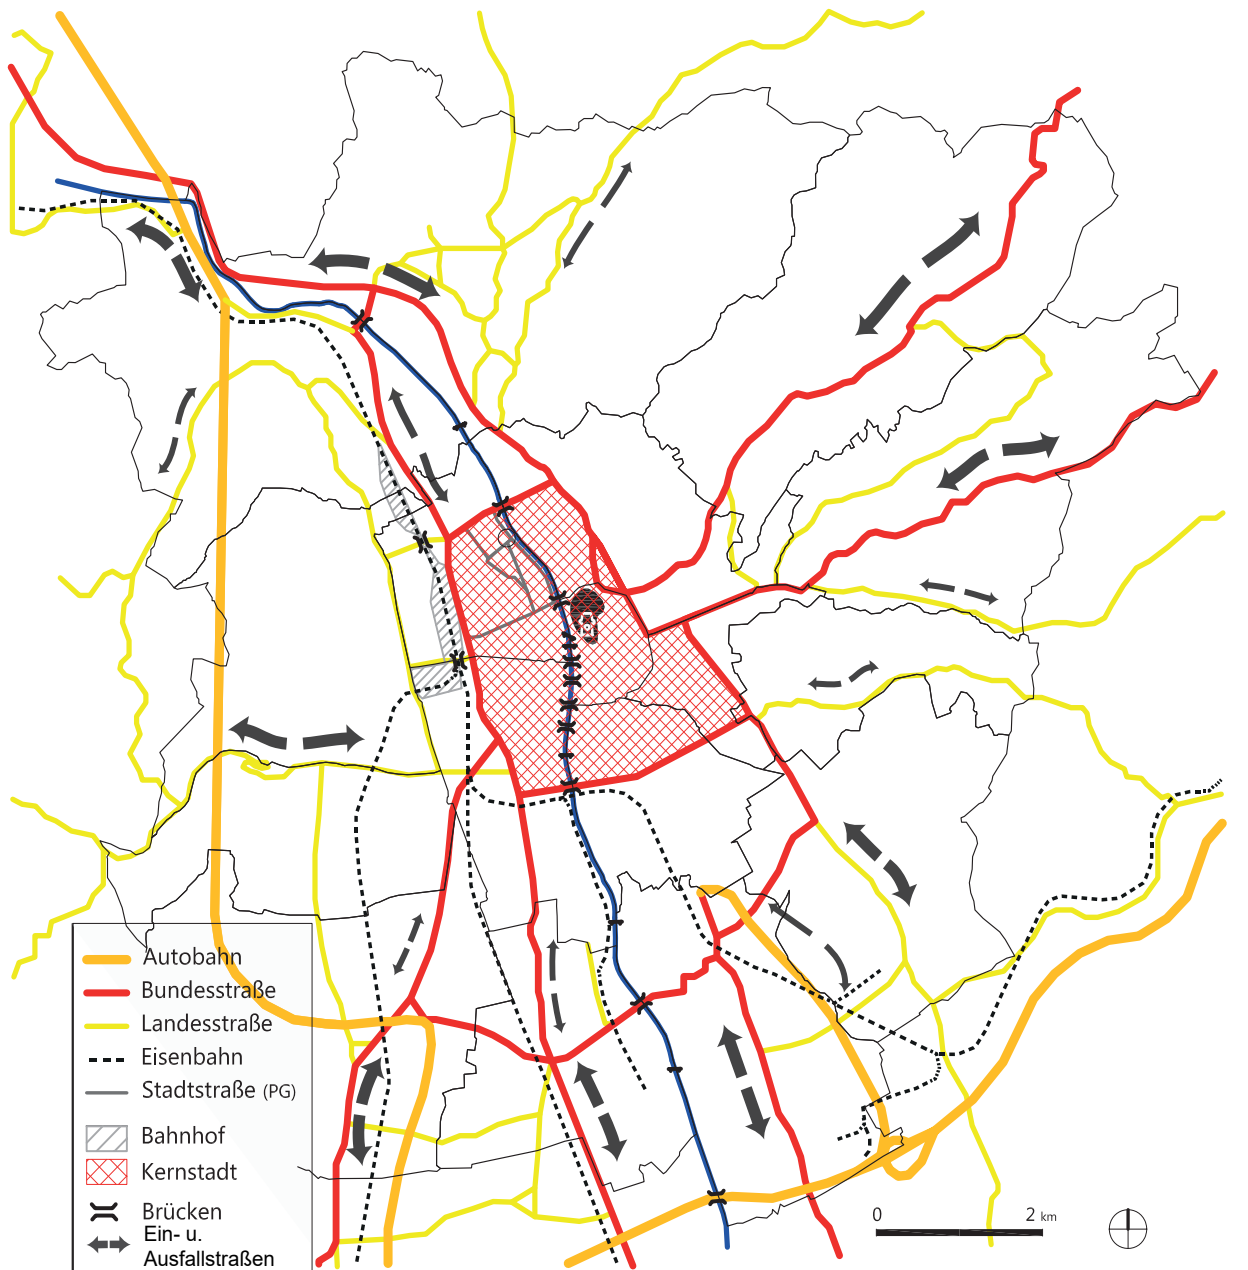 Autobahn
Bundesstraße
Landesstraße
Eisenbahn
Stadtstraße (PG)
Bahnhof
Kernstadt
Brücken
Ein- u.
Ausfallstraßen
0 2 km